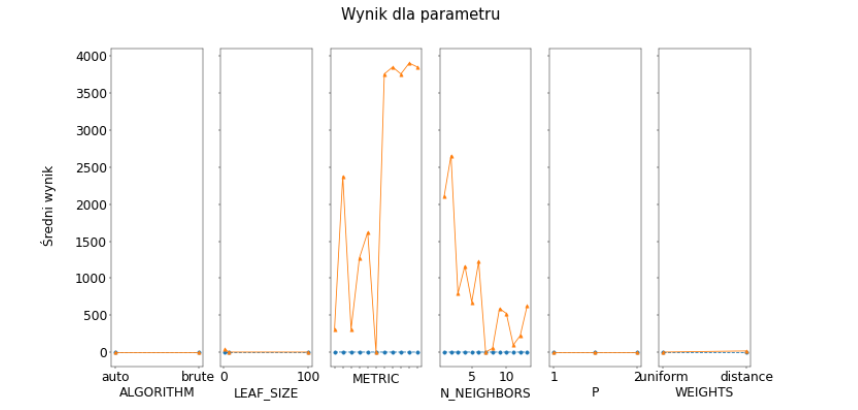 Wynik dla parametru
Średni wynik
4000
3500
3000
2500
2000
1500
1000
500
0
auto brute
ALGORITHM
0 100
LEAF_SIZE
METRIC
5 10
N_NEIGHBORS
1 2
P
uniform distance
WEIGHTS